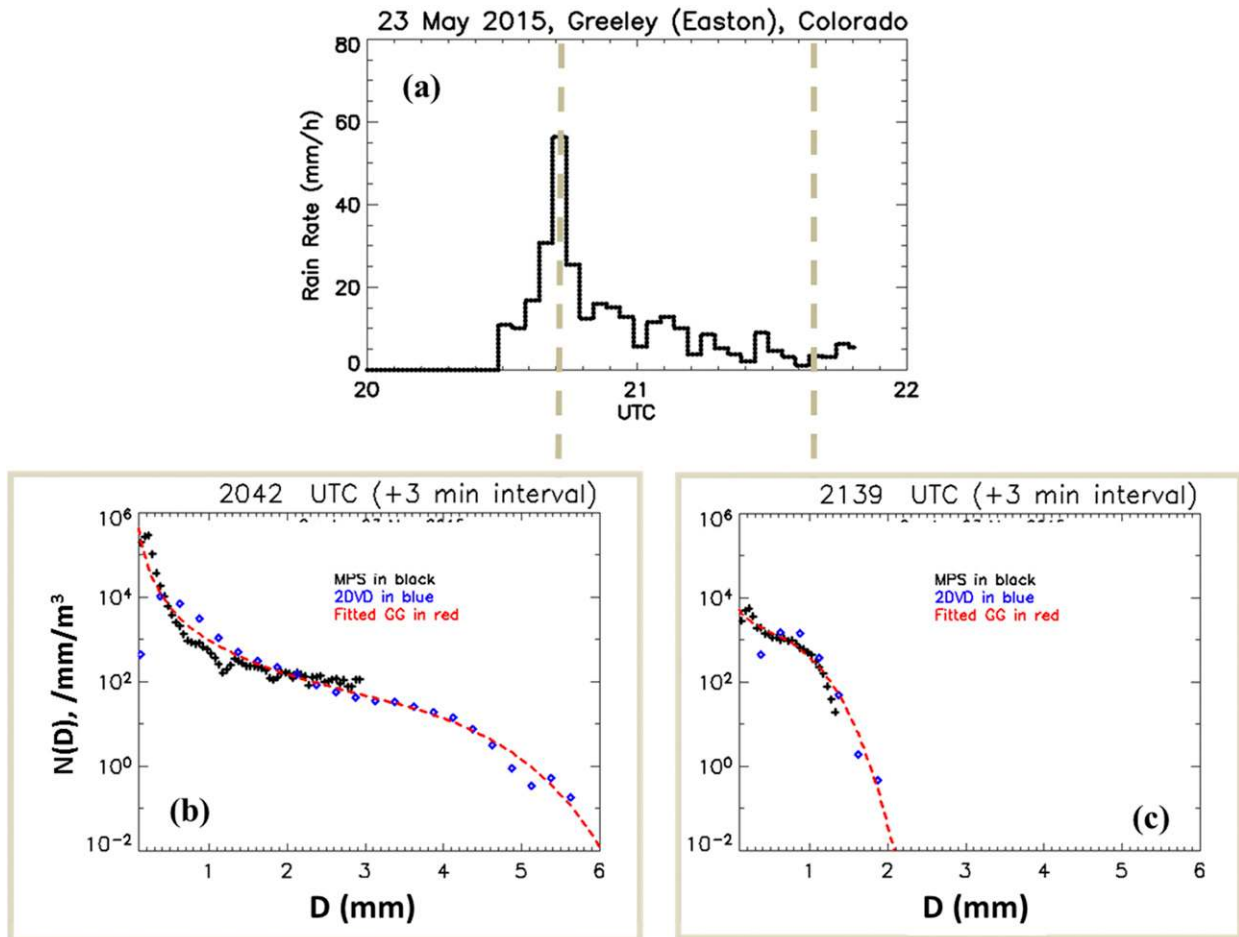 23 May 2015, Greeley (Easton), Colorado
80
(a)
60
Rain Rate (mm/h)
40
20
0
20
21
22
UTC
2042 UTC (+3 min interval)
10^6
MPS in black
2DVD in blue
Fitted GG in red
10^4
N(D), /mm/m^3
10^2
10^0
(b)
10^-2
1 2 3 4 5 6
D (mm)
2139 UTC (+3 min interval)
10^6
MPS in black
2DVD in blue
Fitted GG in red
10^4
10^2
10^0
(c)
10^-2
1 2 3 4 5 6
D (mm)